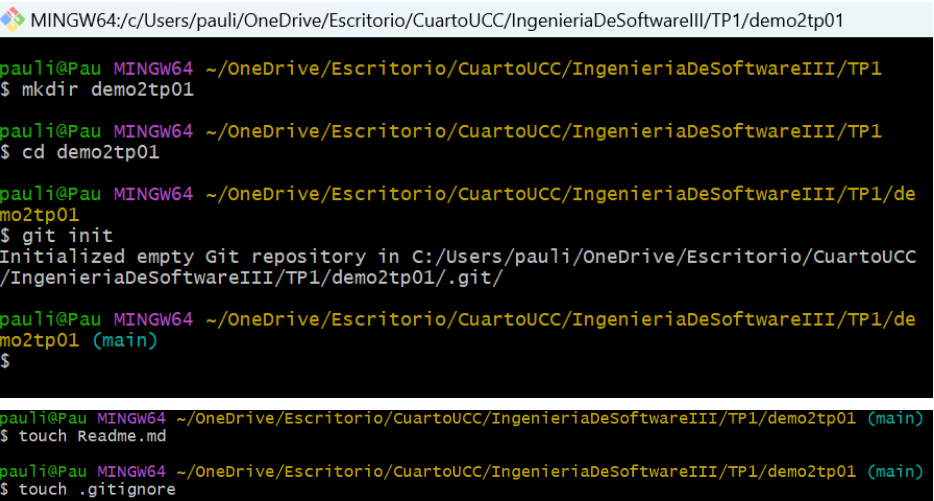 MINGW64:/c/Users/pauli/OneDrive/Escritorio/CuartoUCC/IngenieriaDeSoftwareIII/TP1/demo2tp01
pauli@Pau MINGW64 ~/OneDrive/Escritorio/CuartoUCC/IngenieriaDeSoftwareIII/TP1
$ mkdir demo2tp01
pauli@Pau MINGW64 ~/OneDrive/Escritorio/CuartoUCC/IngenieriaDeSoftwareIII/TP1
$ cd demo2tp01
pauli@Pau MINGW64 ~/OneDrive/Escritorio/CuartoUCC/IngenieriaDeSoftwareIII/TP1/de
mo2tp01
$ git init
Initialized empty Git repository in C:/Users/pauli/OneDrive/Escritorio/CuartoUCC
/IngenieriaDeSoftwareIII/TP1/demo2tp01/.git/
pauli@Pau MINGW64 ~/OneDrive/Escritorio/CuartoUCC/IngenieriaDeSoftwareIII/TP1/de
mo2tp01 (main)
$
pauli@Pau MINGW64 ~/OneDrive/Escritorio/CuartoUCC/IngenieriaDeSoftwareIII/TP1/demo2tp01 (main)
$ touch Readme.md
pauli@Pau MINGW64 ~/OneDrive/Escritorio/CuartoUCC/IngenieriaDeSoftwareIII/TP1/demo2tp01 (main)
$ touch .gitignore